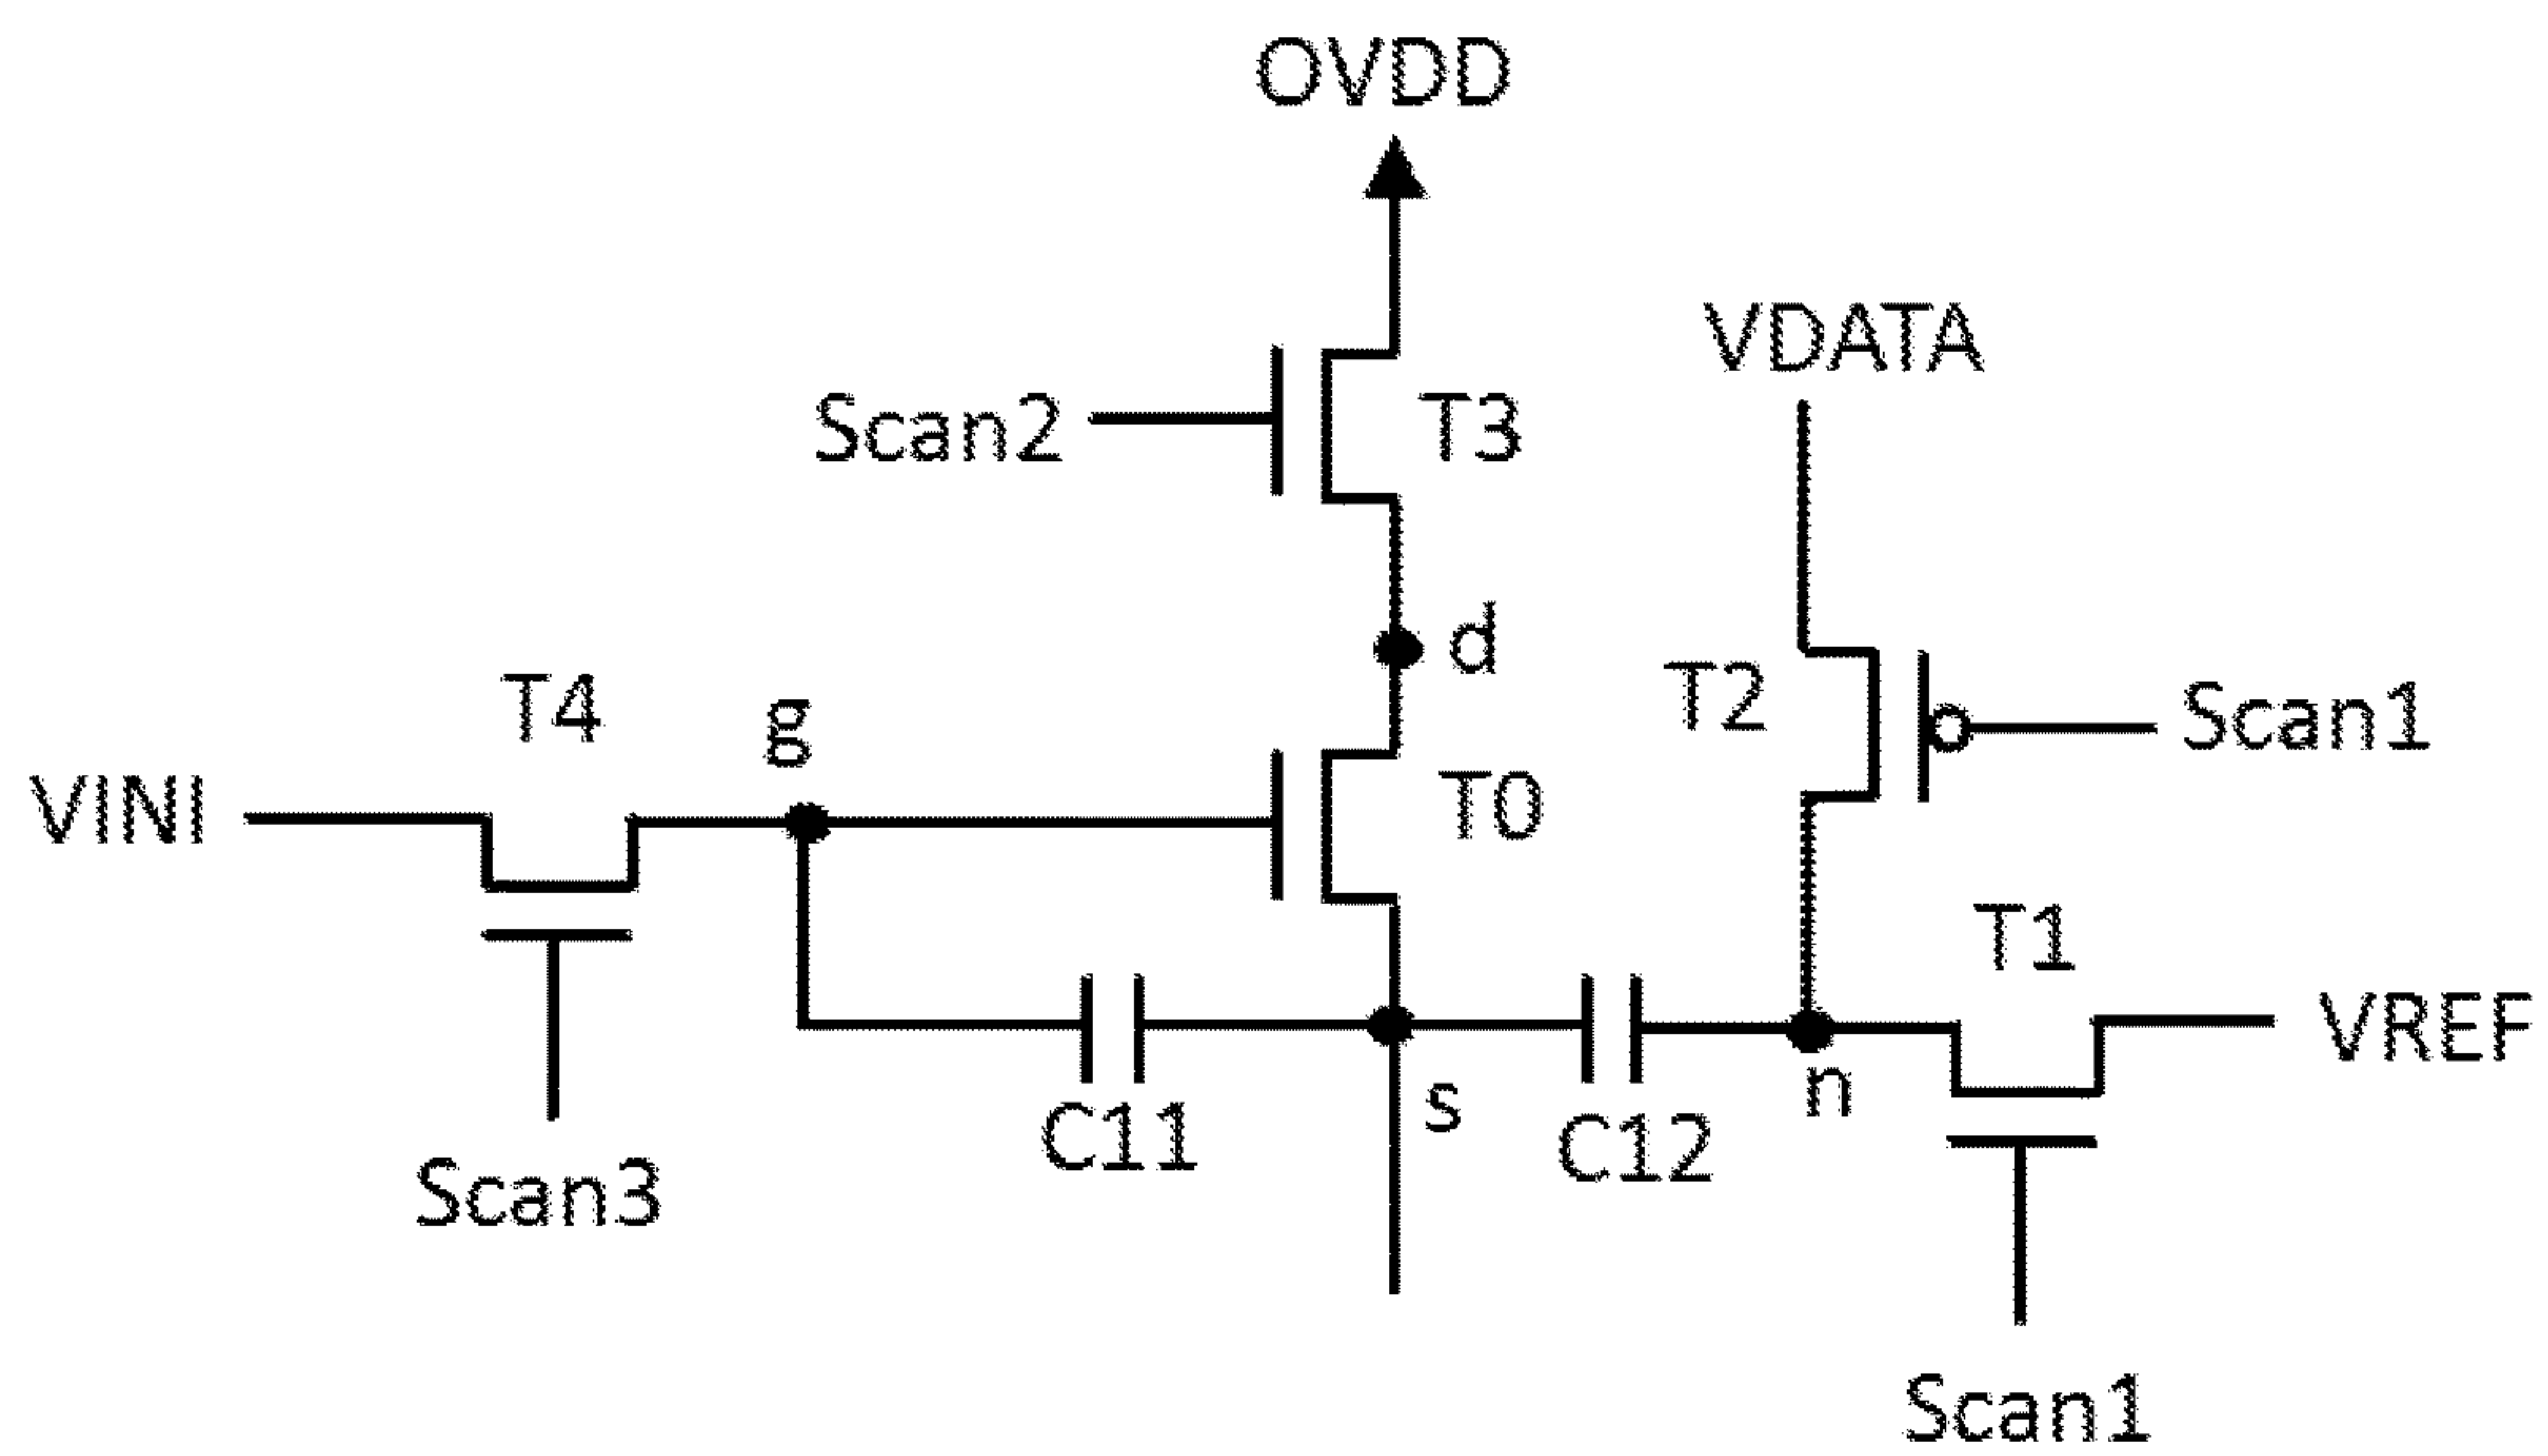 OVDD
VDATA
Scan2
T3
d
T4
g
T2
Scan1
VINI
T0
T1
VREF
s
n
C11
C12
Scan3
Scan1